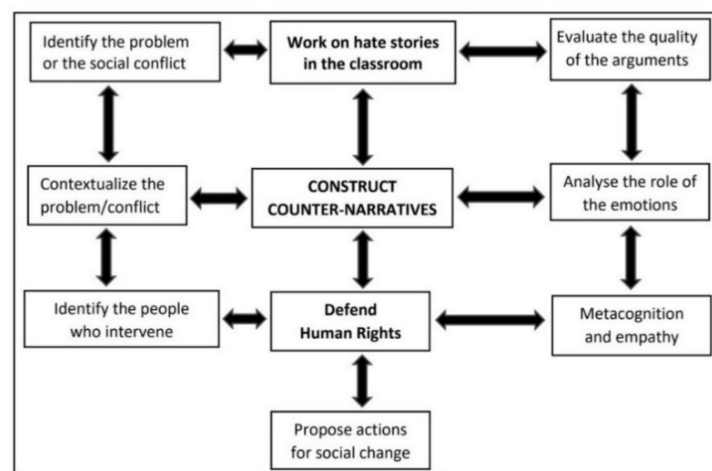 Identify the problem
or the social conflict
Work on hate stories
in the classroom
Evaluate the quality
of the arguments
Contextualize the
problem/conflict
CONSTRUCT
COUNTER-NARRATIVES
Analyse the role of
the emotions
Identify the people
who intervene
Defend
Human Rights
Metacognition
and empathy
Propose actions
for social change